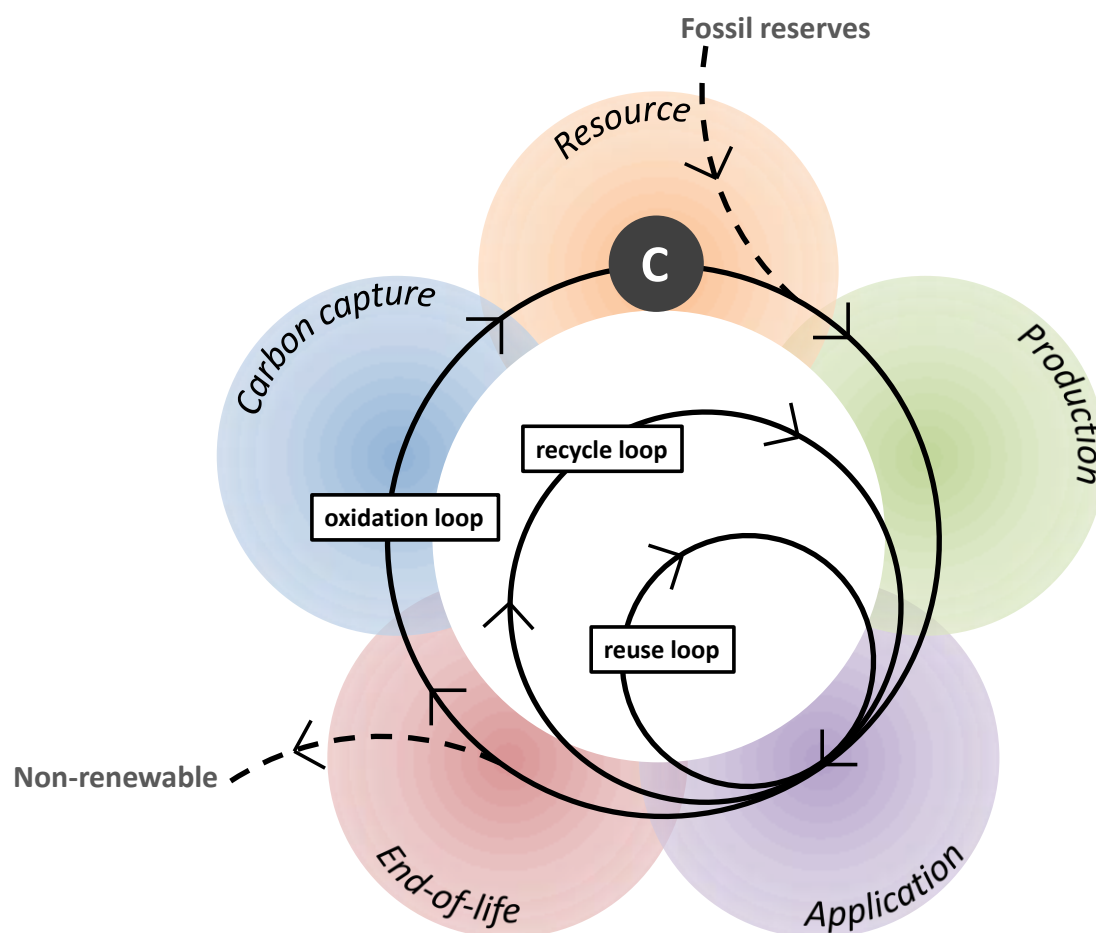 Fossil reserves
Resource
C
Carbon capture
Production
recycle loop
oxidation loop
reuse loop
Non-renewable
End-of-life
Application